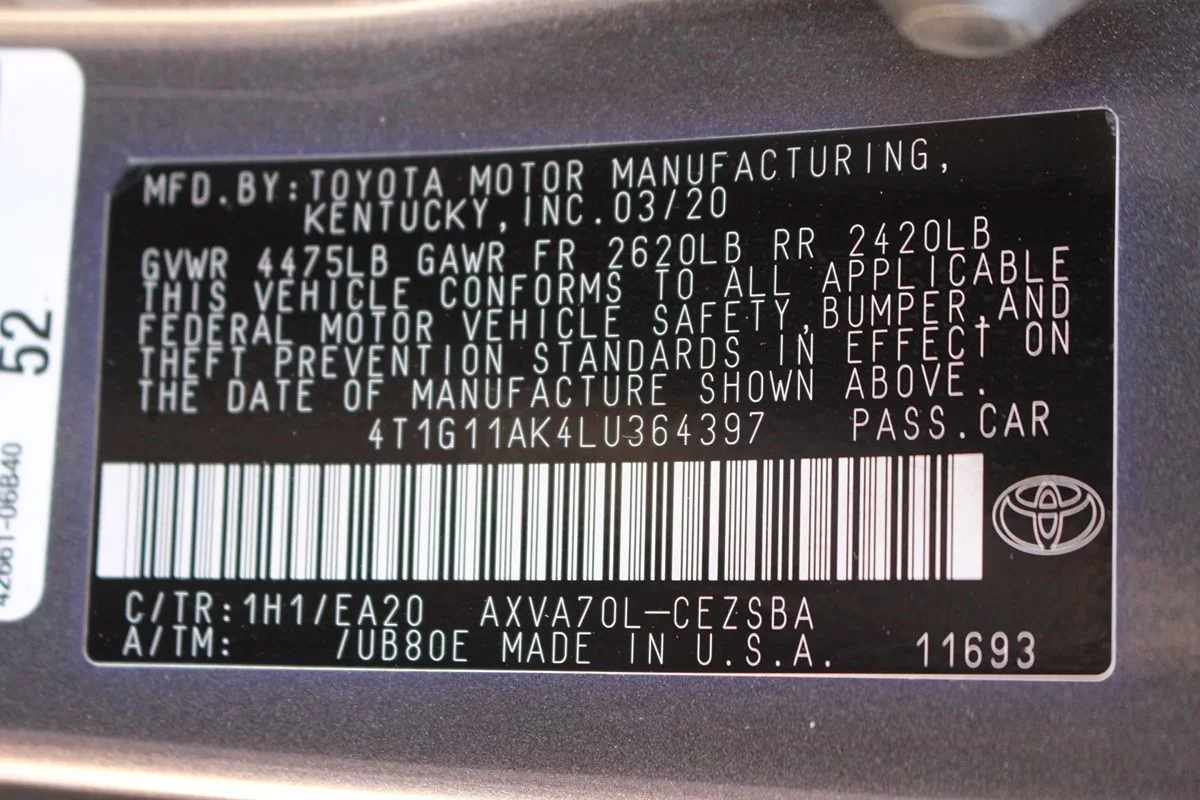 MFD.BY:TOYOTA MOTOR MANUFACTURING,
KENTUCKY,INC.03/20
GVWR 4475LB GAWR FR 2620LB RR 2420LB
THIS VEHICLE CONFORMS TO ALL APPLICABLE
FEDERAL MOTOR VEHICLE SAFETY,BUMPER,AND
THEFT PREVENTION STANDARDS IN EFFECT ON
THE DATE OF MANUFACTURE SHOWN ABOVE.
4T1G11AK4LU364397 PASS.CAR
C/TR:1H1/EA20 AXVA70L-CEZSBA
A/TM: /UB80E MADE IN U.S.A. 11693
52
42661-06B40